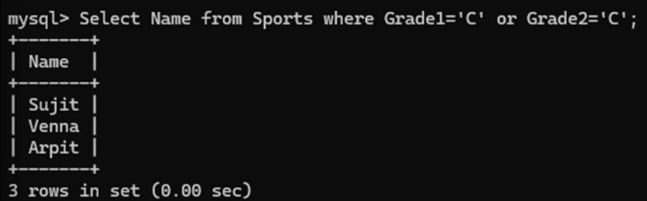 mysql> Select Name from Sports where Grade1='C' or Grade2='C';
+-------+
| Name  |
+-------+
| Sujit |
| Venna |
| Arpit |
+-------+
3 rows in set (0.00 sec)